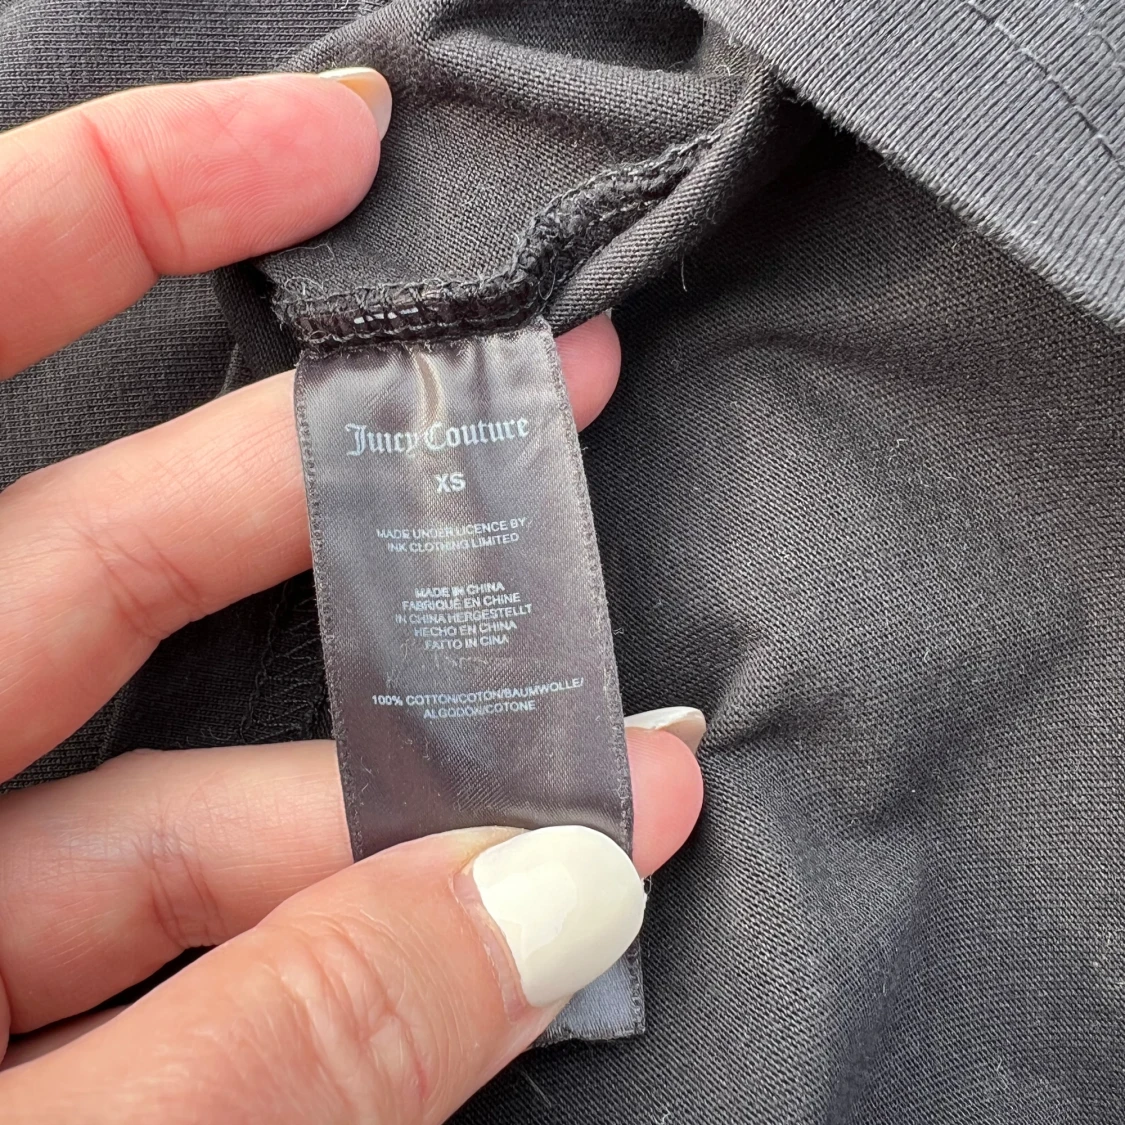 Juicy Couture
XS
MADE UNDER LICENCE BY
INK CLOTHING LIMITED
MADE IN CHINA
FABRIQUÉ EN CHINE
IN CHINA HERGESTELLT
HECHO EN CHINA
FATTO IN CINA
100% COTTON/COTON/BAUMWOLLE/
ALGODÓN/COTONE